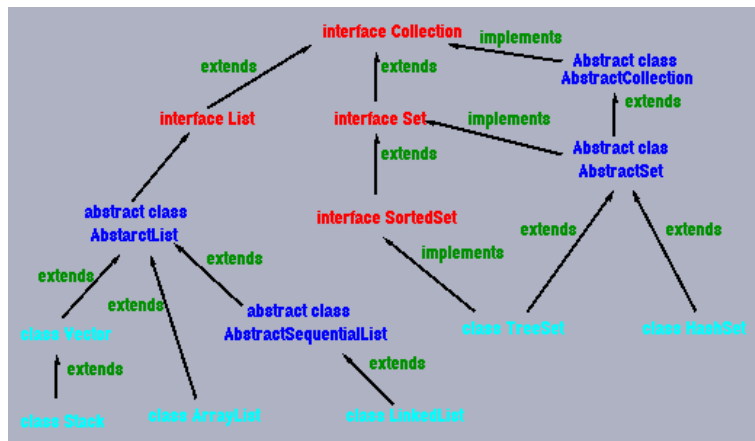 interface Collection
implements
Abstract class
AbstractCollection
extends
extends
extends
interface List
interface Set
implements
Abstract clas
AbstractSet
extends
abstract class
AbstarctList
interface SortedSet
extends
extends
implements
extends
extends
extends
abstract class
AbstractSequentialList
class Vector
class TreeSet
class HashSet
extends
extends
class Stack
class ArrayList
class LinkedList